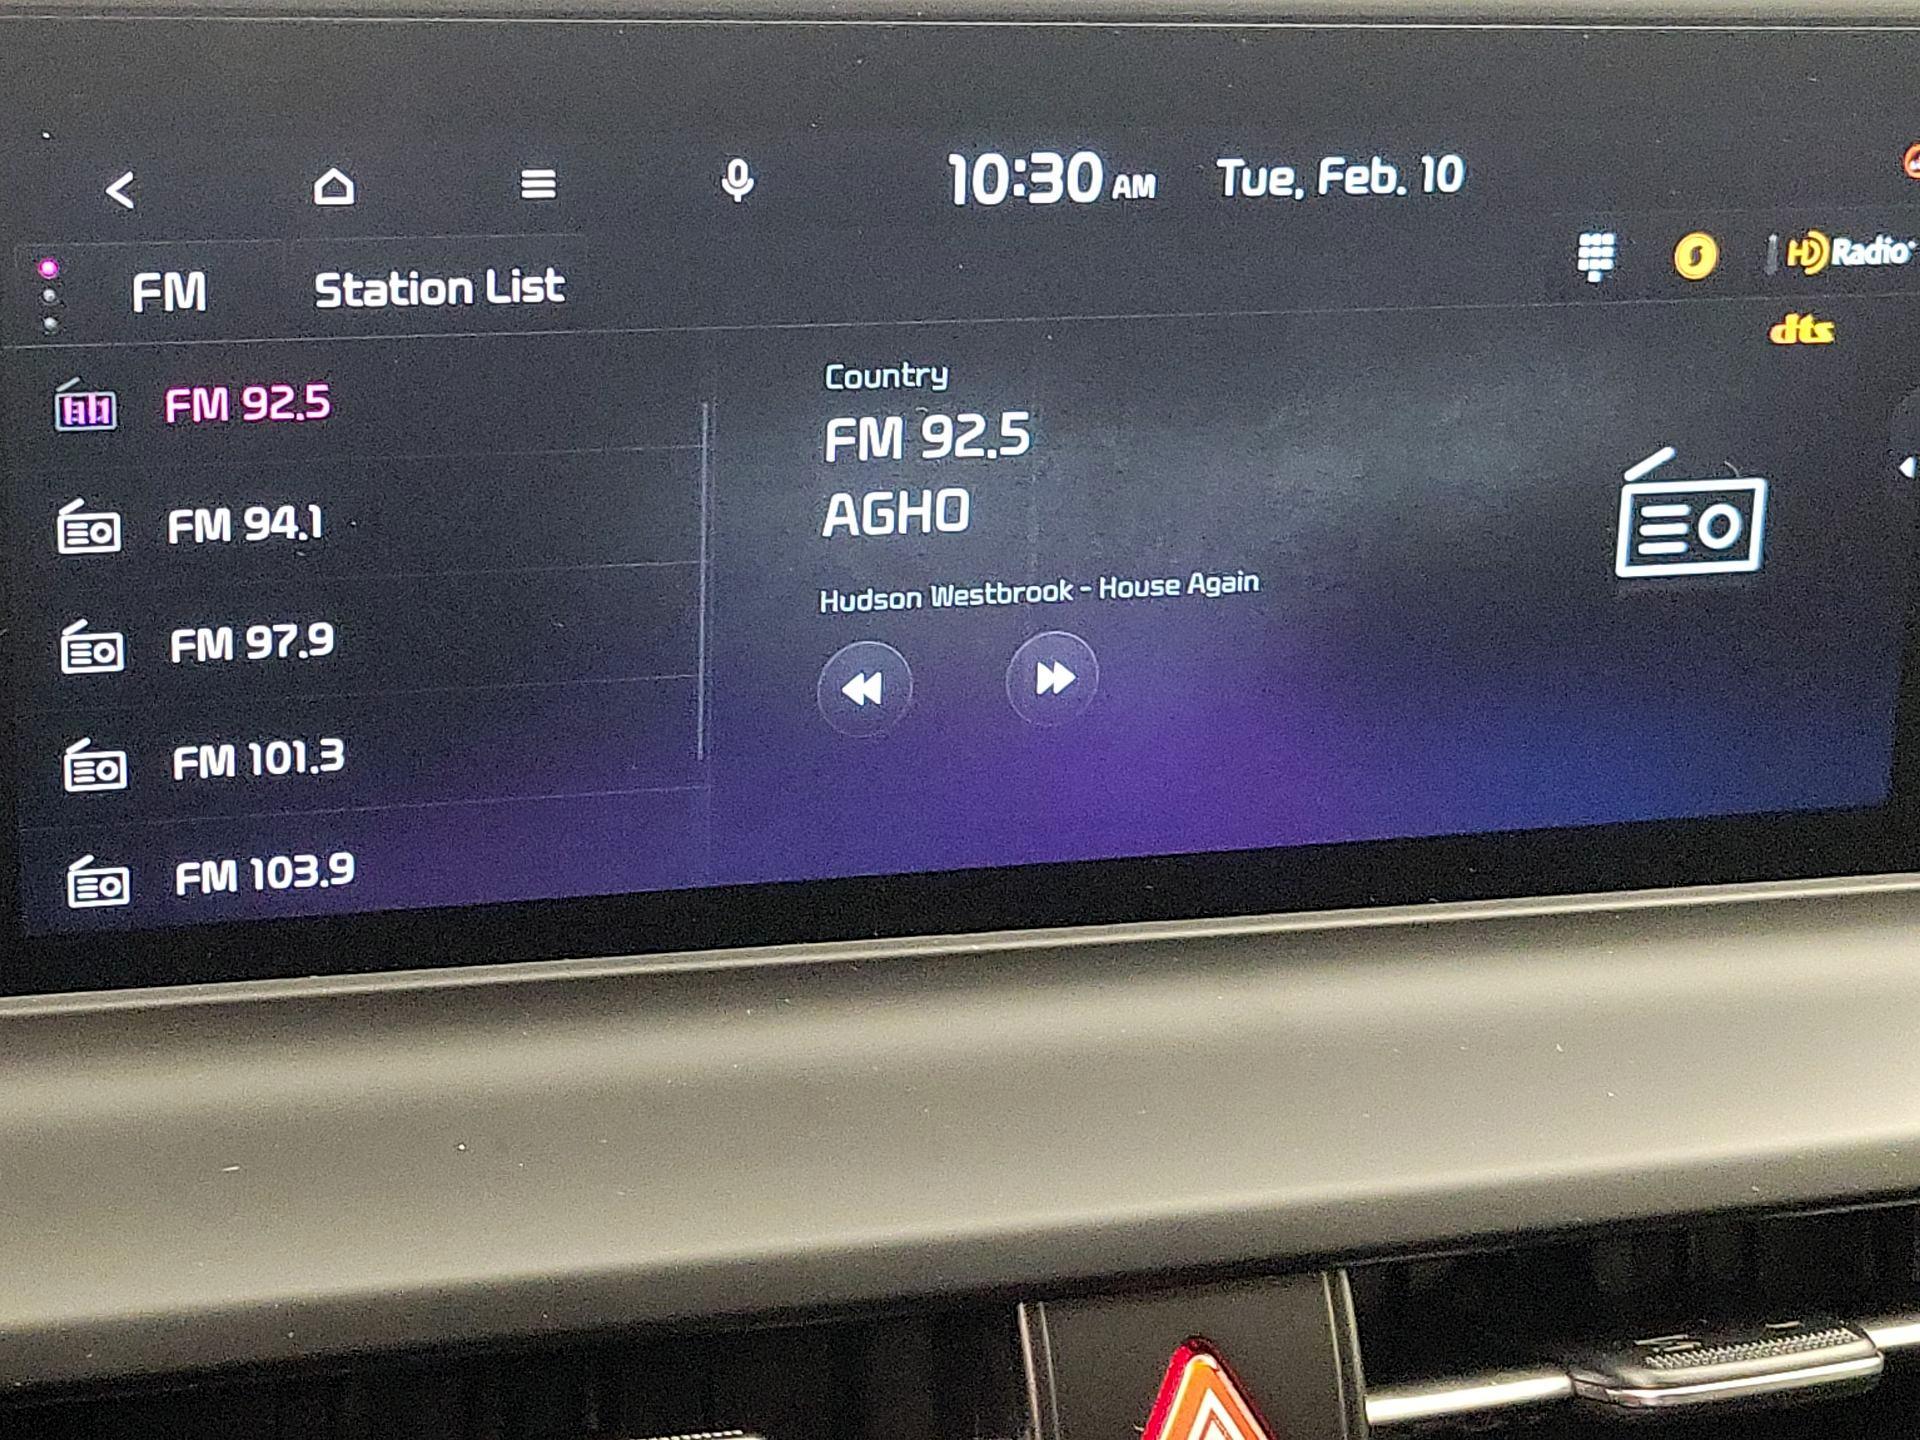 10:30 AM Tue, Feb. 10
FM Station List
HD Radio
dts
FM 92.5
FM 94.1
FM 97.9
FM 101.3
FM 103.9
Country
FM 92.5
AGHO
Hudson Westbrook - House Again